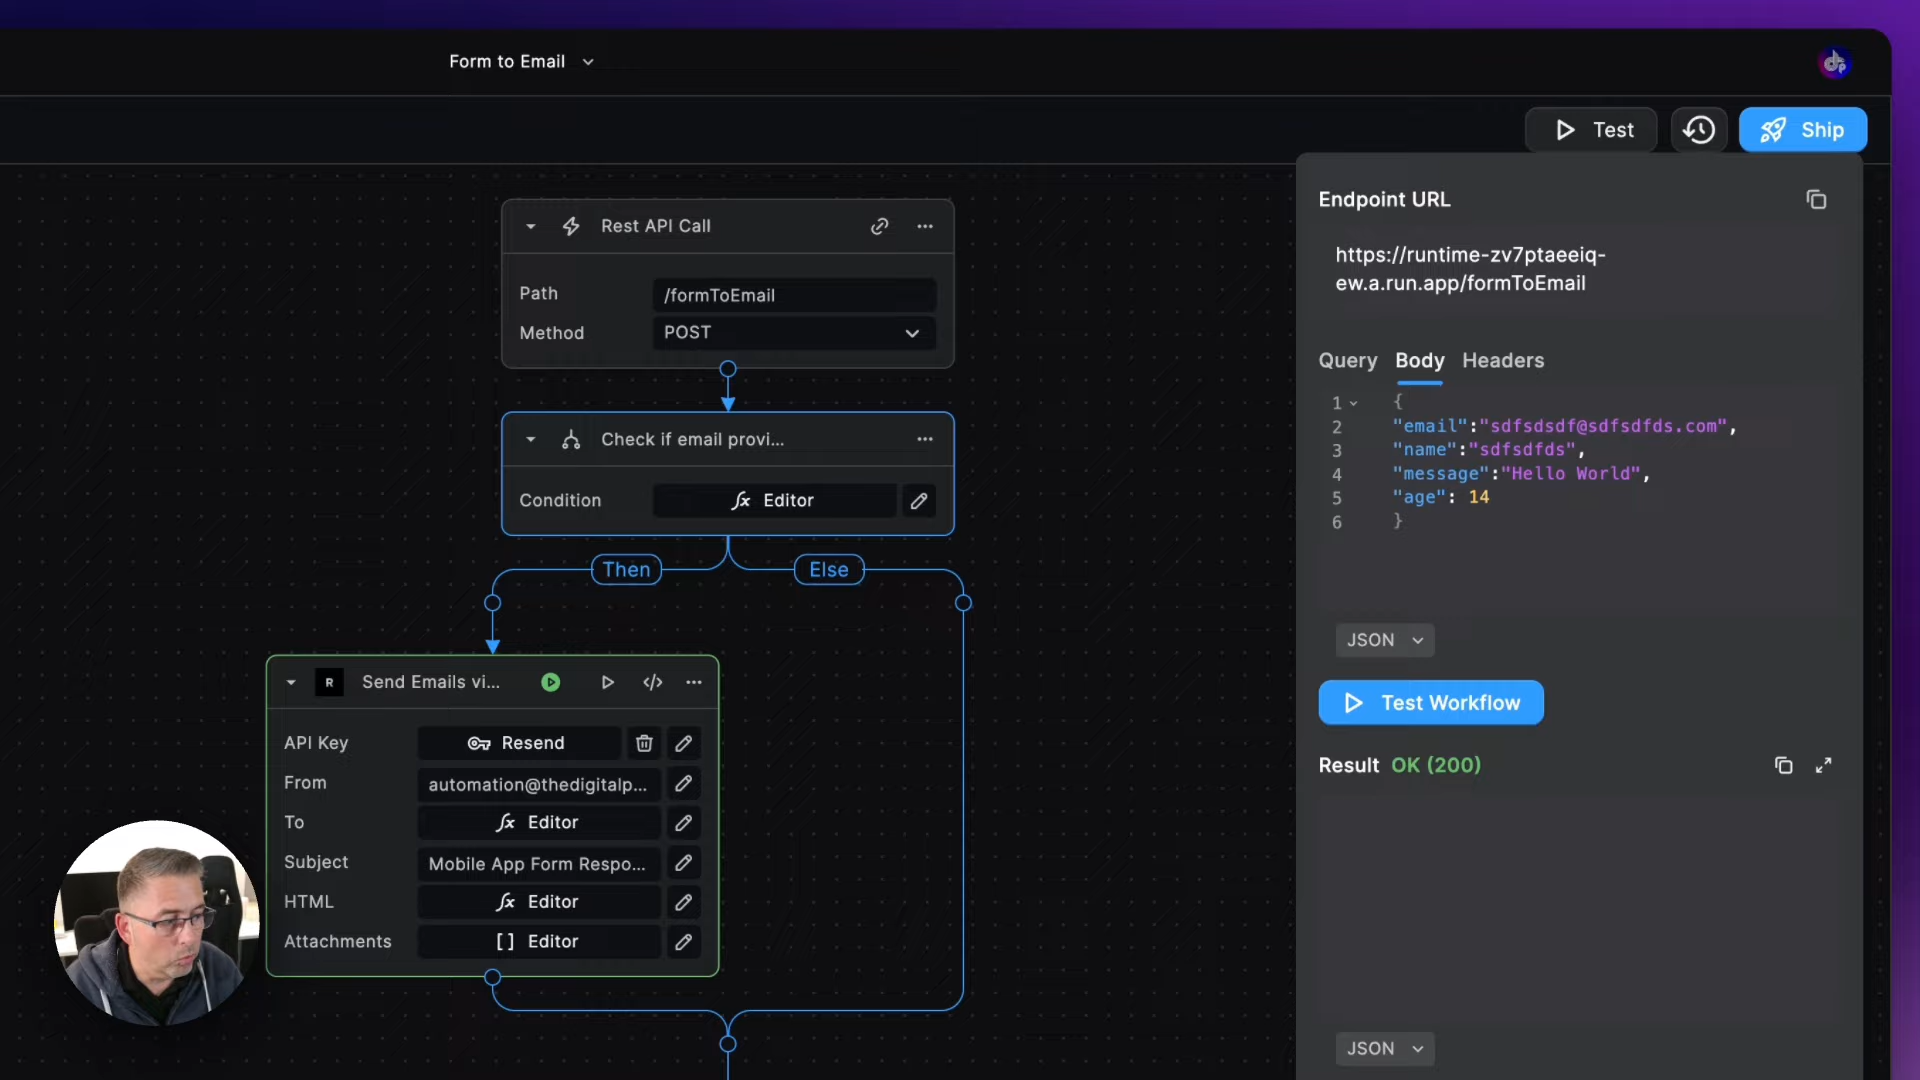 Form to Email
Test
Ship
Rest API Call
Path
/formToEmail
Method
POST
Check if email provi...
Condition
Editor
Then
Else
R
Send Emails vi...
API Key
Resend
From
automation@thedigitalp...
To
Editor
Subject
Mobile App Form Respo...
HTML
Editor
Attachments
[ ] Editor
Endpoint URL
https://runtime-zv7ptaeeiq-
ew.a.run.app/formToEmail
Query Body Headers
1 {
2 "email":"sdfsdsdf@sdfsdfds.com",
3 "name":"sdfsdfds",
4 "message":"Hello World",
5 "age": 14
6 }
JSON
Test Workflow
Result OK (200)
JSON